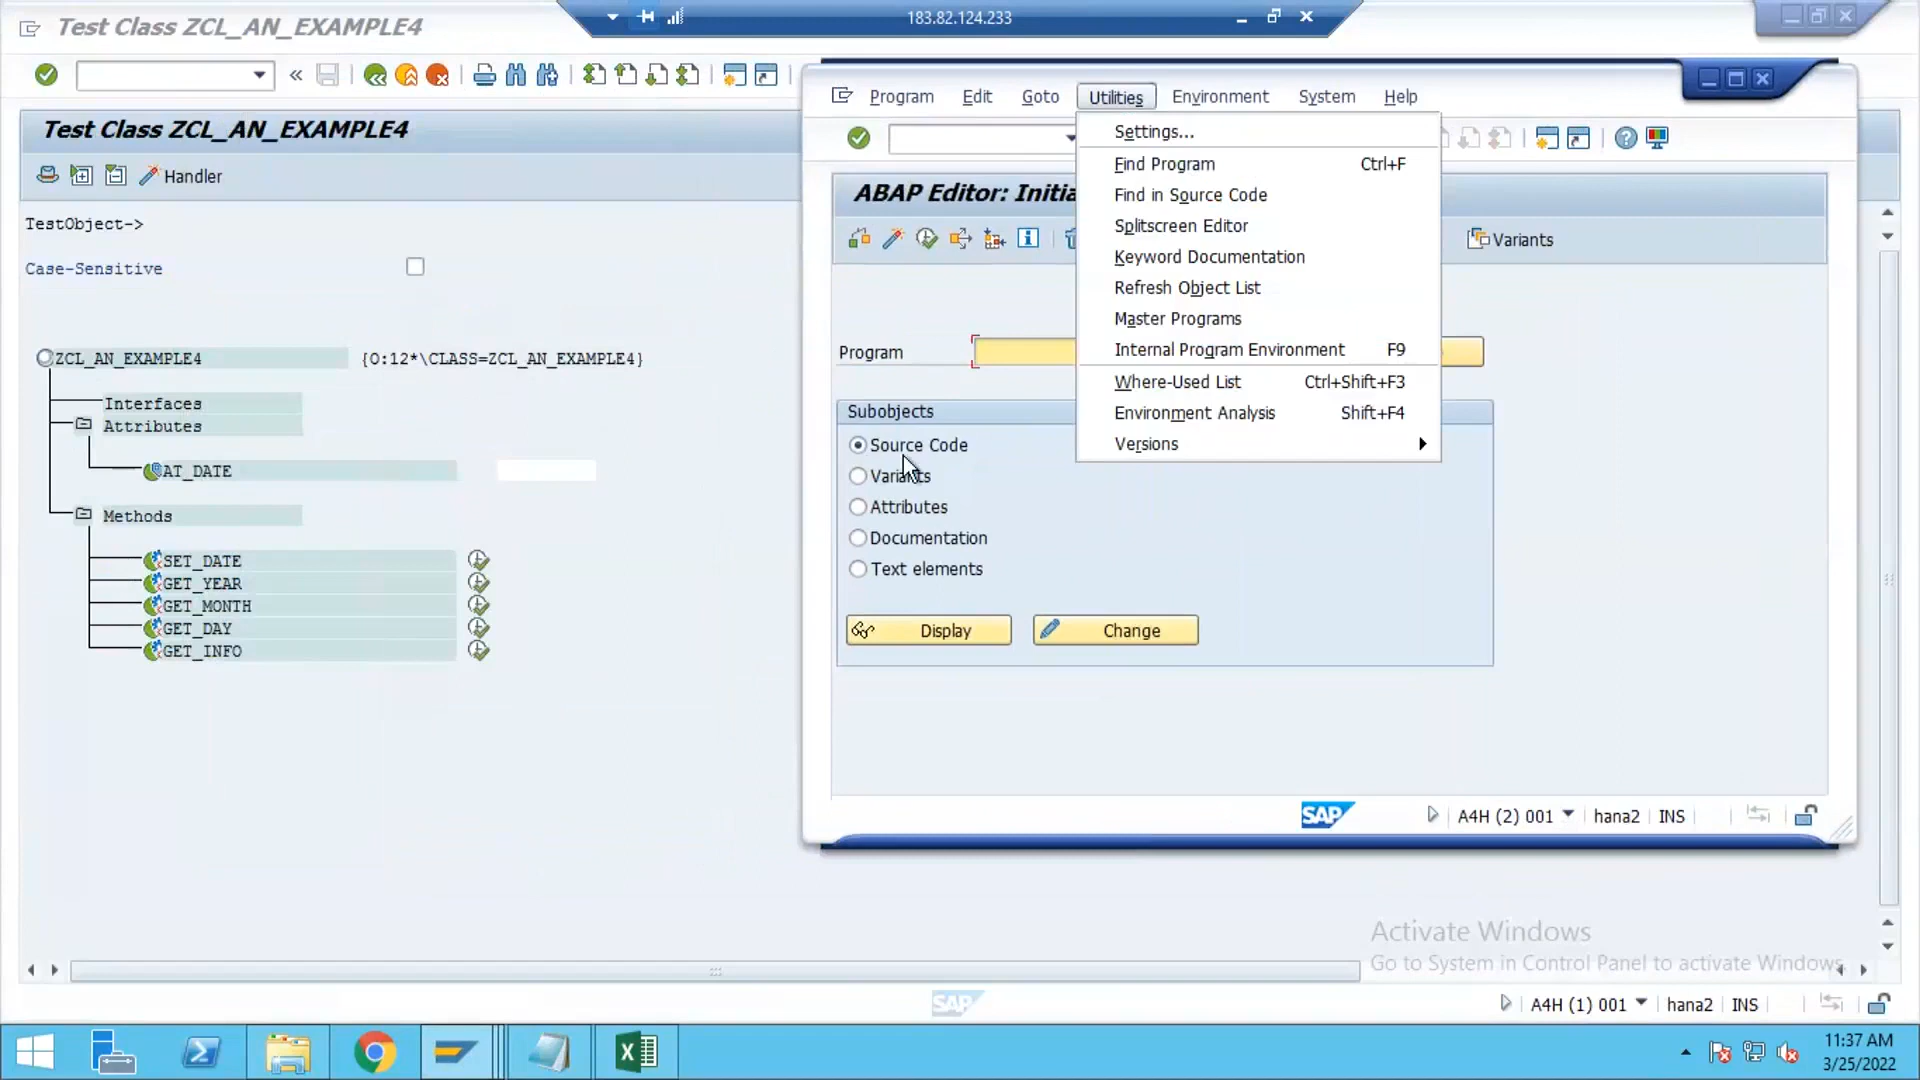 Test Class ZCL_AN_EXAMPLE4
183.82.124.233
Test Class ZCL_AN_EXAMPLE4
Handler
TestObject->
Case-Sensitive
ZCL_AN_EXAMPLE4 {O:12*\CLASS=ZCL_AN_EXAMPLE4}
Interfaces
Attributes
AT_DATE
Methods
SET_DATE
GET_YEAR
GET_MONTH
GET_DAY
GET_INFO
Program Edit Goto Utilities Environment System Help
ABAP Editor: Initia
Variants
Settings...
Find Program Ctrl+F
Find in Source Code
Splitscreen Editor
Keyword Documentation
Refresh Object List
Master Programs
Internal Program Environment F9
Where-Used List Ctrl+Shift+F3
Environment Analysis Shift+F4
Versions
Program
Subobjects
Source Code
Variants
Attributes
Documentation
Text elements
Display Change
SAP A4H (2) 001 hana2 INS
Activate Windows
Go to System in Control Panel to activate Windows.
SAP A4H (1) 001 hana2 INS
11:37 AM
3/25/2022